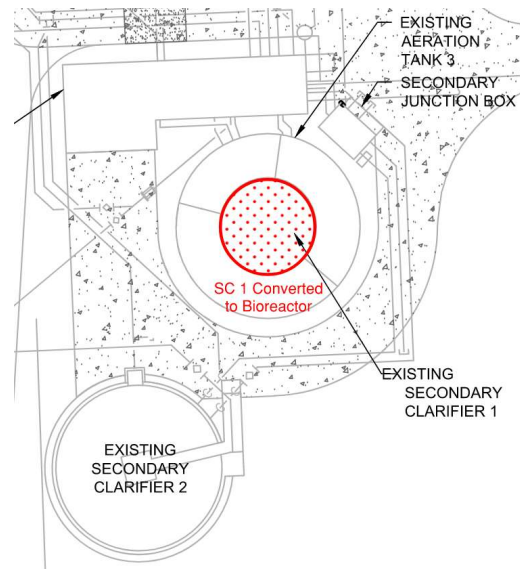 EXISTING
AERATION
TANK 3
SECONDARY
JUNCTION BOX
SC 1 Converted
to Bioreactor
EXISTING
SECONDARY
CLARIFIER 1
EXISTING
SECONDARY
CLARIFIER 2